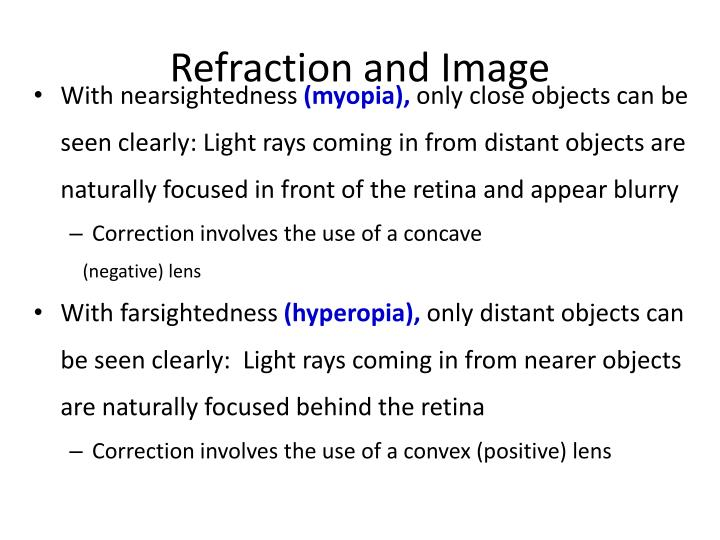 Refraction and Image
• With nearsightedness (myopia), only close objects can be
seen clearly: Light rays coming in from distant objects are
naturally focused in front of the retina and appear blurry
– Correction involves the use of a concave
(negative) lens
• With farsightedness (hyperopia), only distant objects can
be seen clearly:  Light rays coming in from nearer objects
are naturally focused behind the retina
– Correction involves the use of a convex (positive) lens